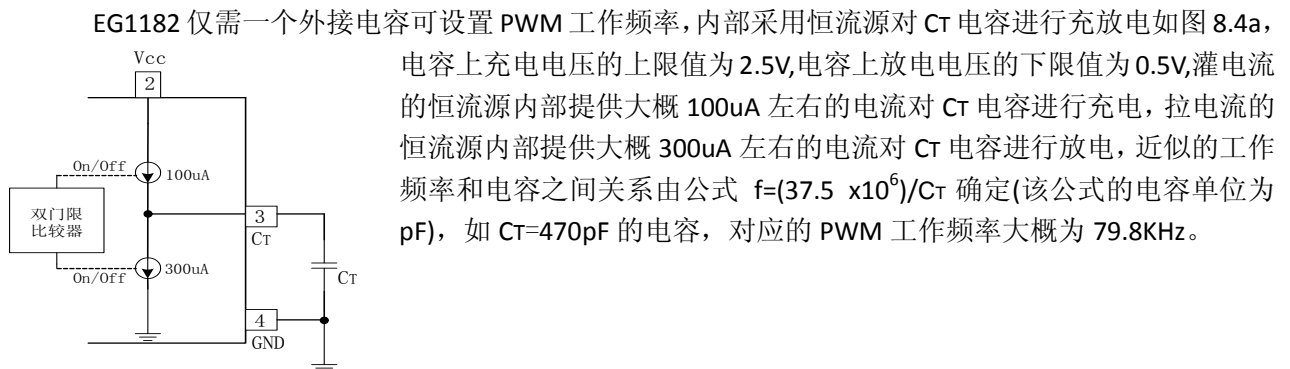 EG1182 仅需一个外接电容可设置 PWM 工作频率，内部采用恒流源对 CT 电容进行充放电如图 8.4a，
电容上充电电压的上限值为 2.5V,电容上放电电压的下限值为 0.5V,灌电流
的恒流源内部提供大概 100uA 左右的电流对 CT 电容进行充电，拉电流的
恒流源内部提供大概 300uA 左右的电流对 CT 电容进行放电，近似的工作
频率和电容之间关系由公式 f=(37.5 x10⁶)/CT 确定(该公式的电容单位为
pF)，如 CT=470pF 的电容，对应的 PWM 工作频率大概为 79.8KHz。
Vcc
2
On/Off
100uA
双门限
比较器
3
CT
On/Off
300uA
CT
4
GND